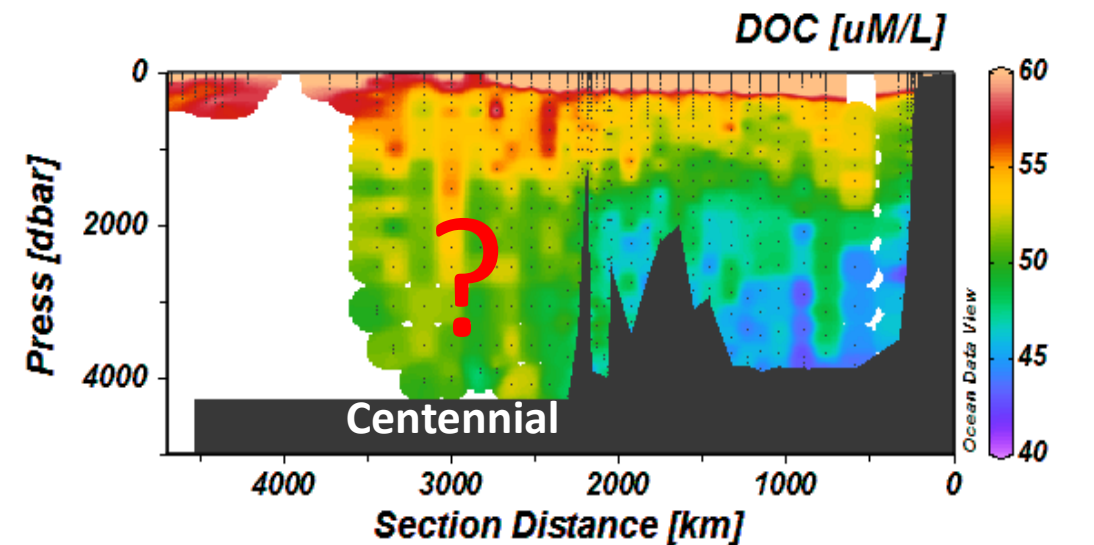 DOC [uM/L]
0
2000
4000
Press [dbar]
?
Centennial
4000
3000
2000
1000
0
Section Distance [km]
Ocean Data View
60
55
50
45
40